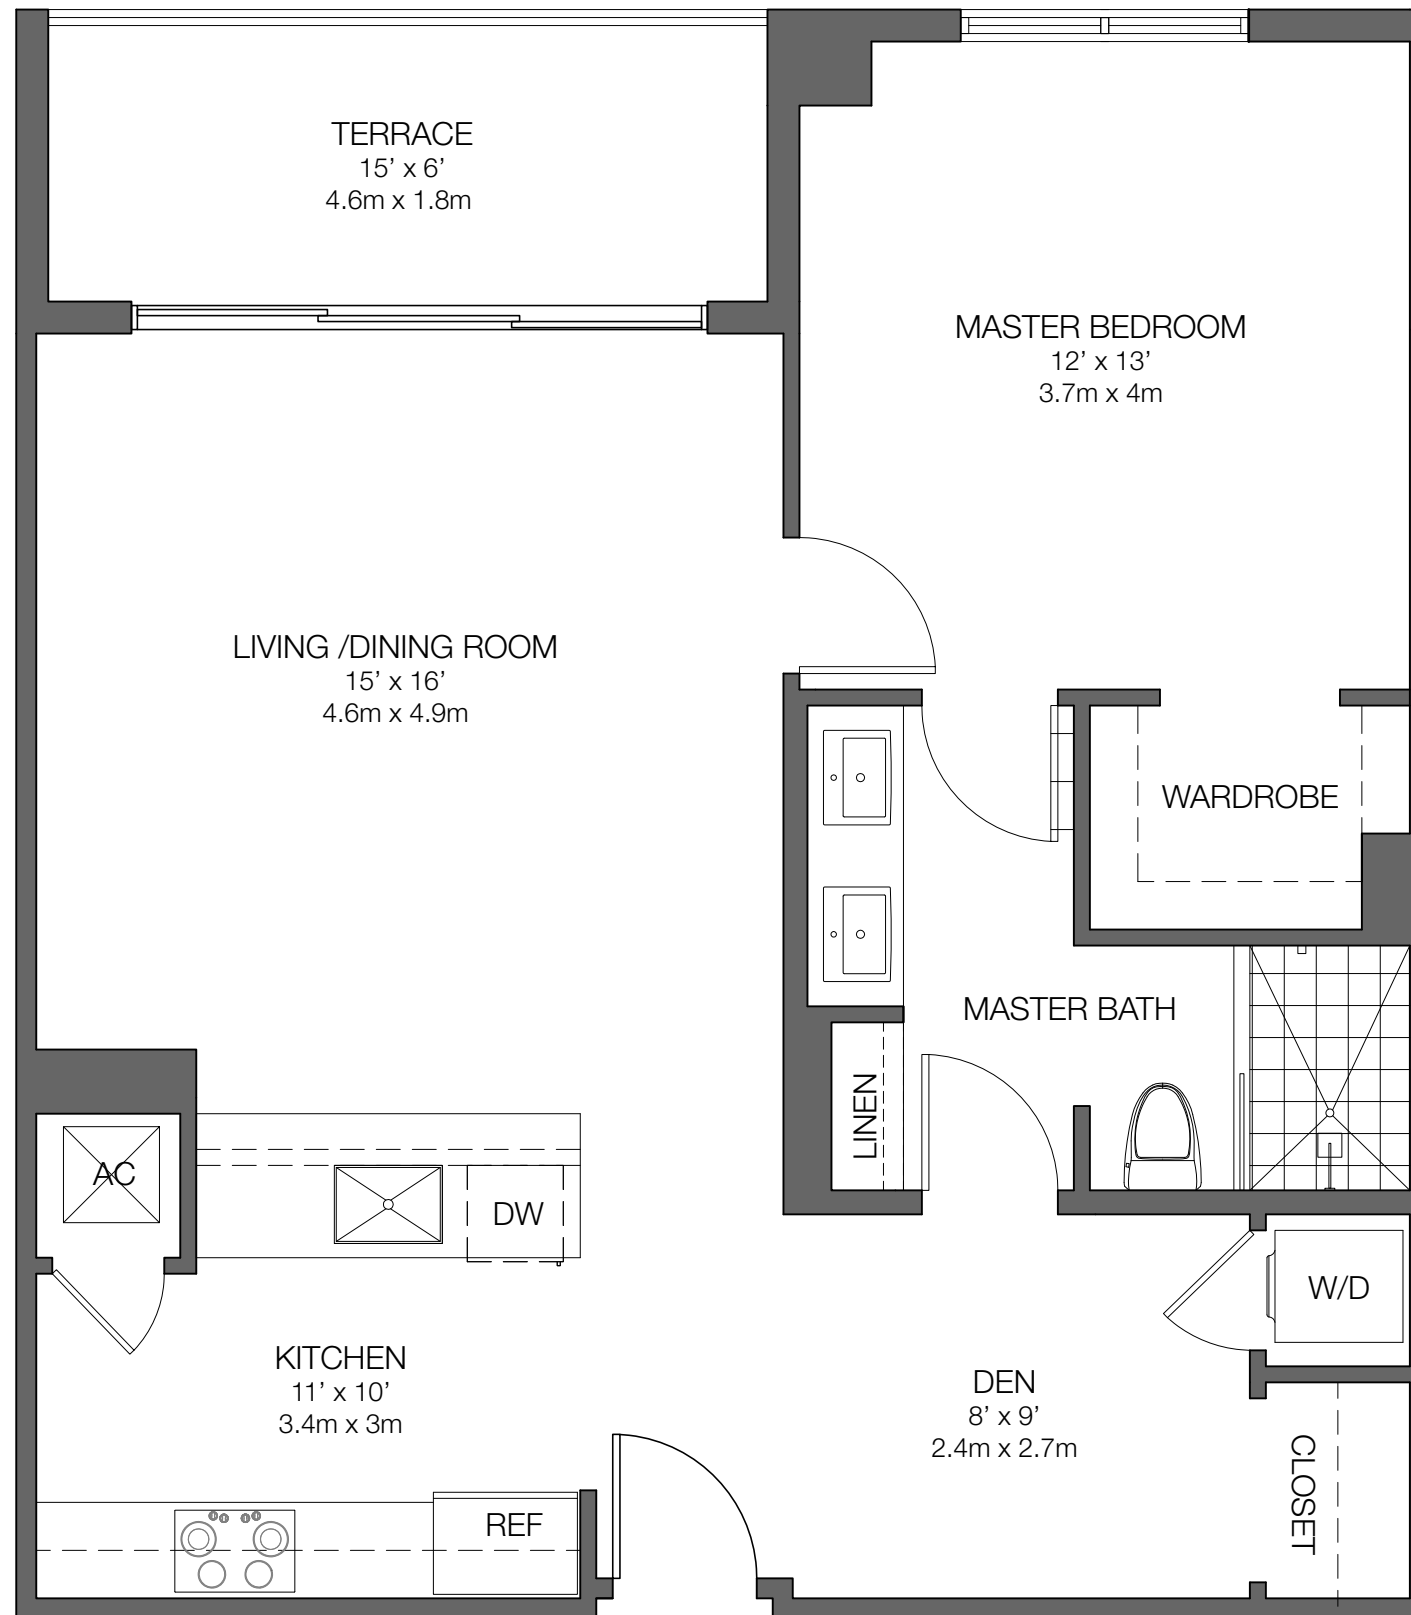 TERRACE
15’ x 6’
4.6m x 1.8m
MASTER BEDROOM
12’ x 13’
3.7m x 4m
LIVING /DINING ROOM
15’ x 16’
4.6m x 4.9m
WARDROBE
MASTER BATH
LINEN
AC
DW
W/D
KITCHEN
11’ x 10’
3.4m x 3m
DEN
8’ x 9’
2.4m x 2.7m
CLOSET
REF